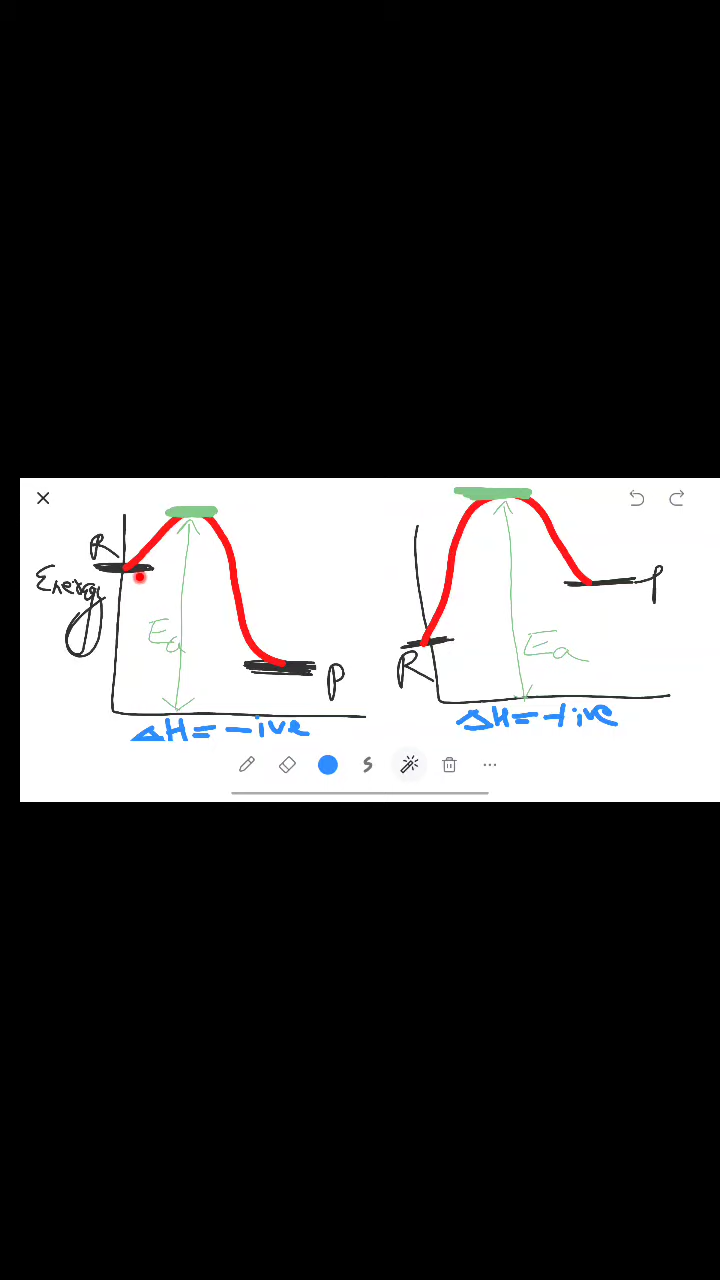 R
Energy
Ea
P
ΔH = -ive
R
Ea
P
ΔH = +ive